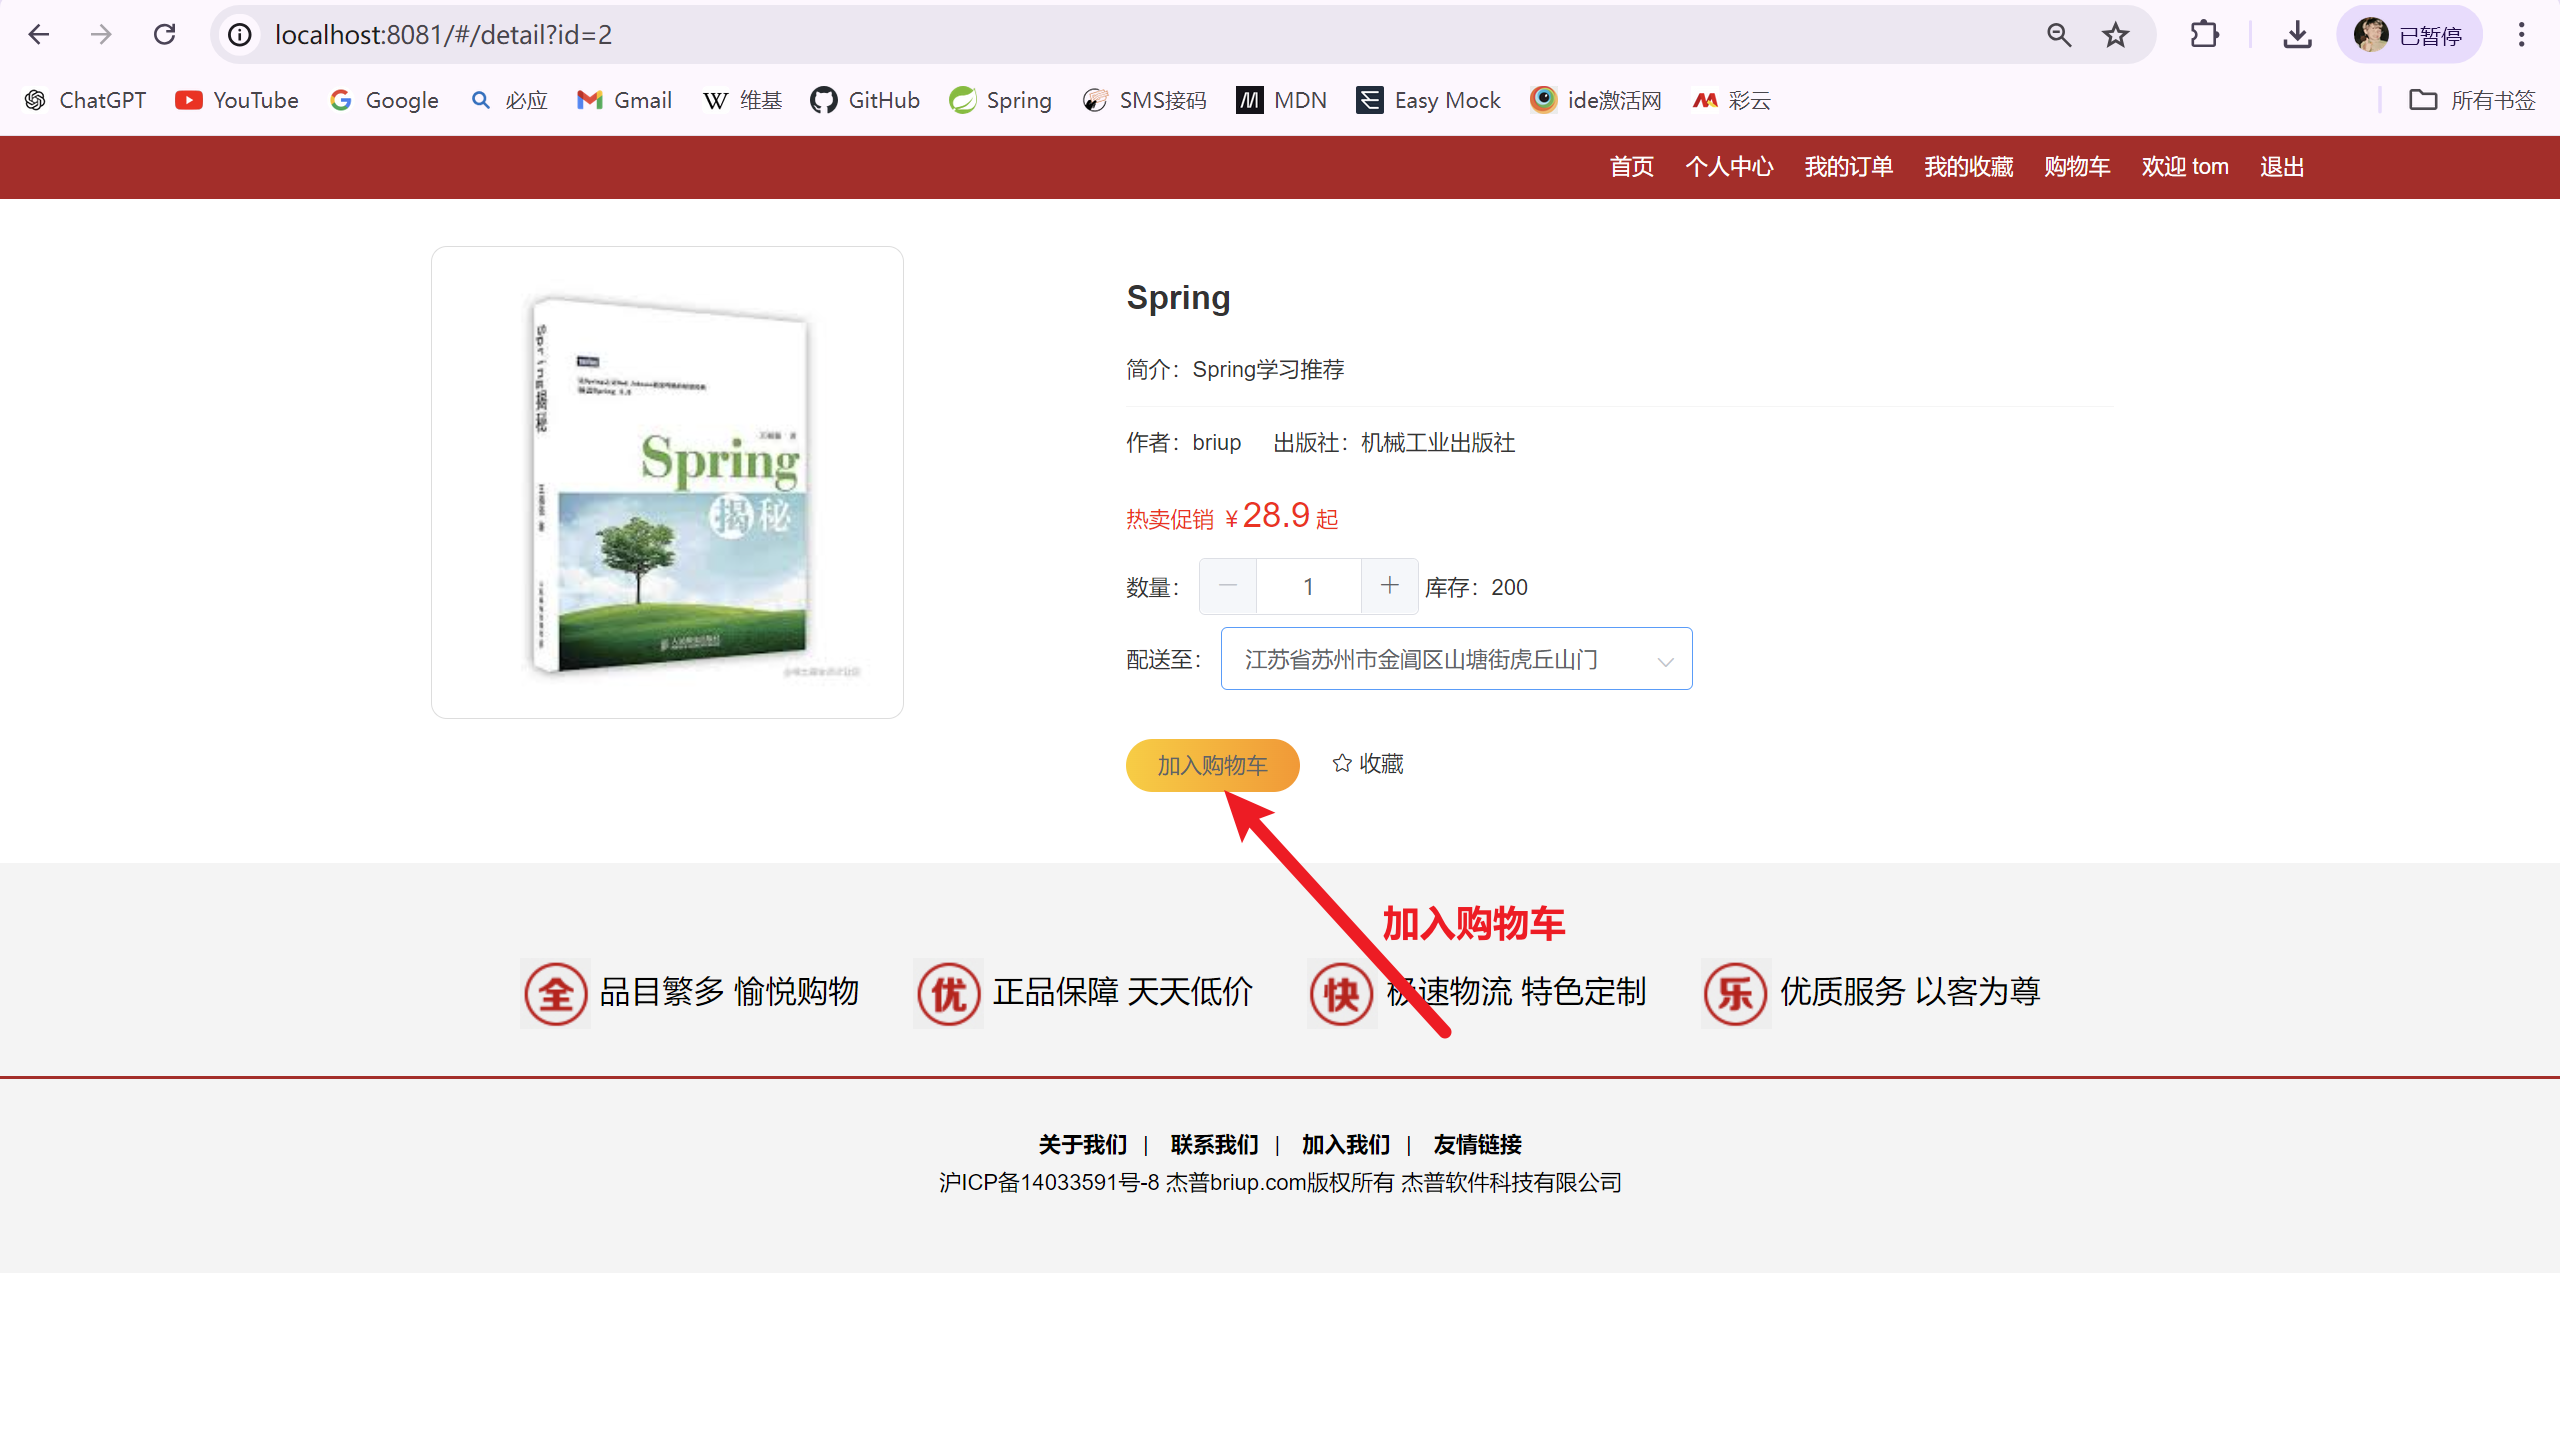 localhost:8081/#/detail?id=2
已暂停
ChatGPT YouTube Google 必应 Gmail 维基 GitHub Spring SMS接码 MDN Easy Mock ide激活网 彩云 所有书签
首页 个人中心 我的订单 我的收藏 购物车 欢迎 tom 退出
Spring揭秘
Spring
揭秘
Spring
简介：Spring学习推荐
作者：briup 出版社：机械工业出版社
热卖促销 ￥28.9 起
数量： 1 库存：200
配送至： 江苏省苏州市金阊区山塘街虎丘山门
加入购物车 收藏
加入购物车
全 品目繁多 愉悦购物 优 正品保障 天天低价 快 极速物流 特色定制 乐 优质服务 以客为尊
关于我们 | 联系我们 | 加入我们 | 友情链接
沪ICP备14033591号-8 杰普briup.com版权所有 杰普软件科技有限公司